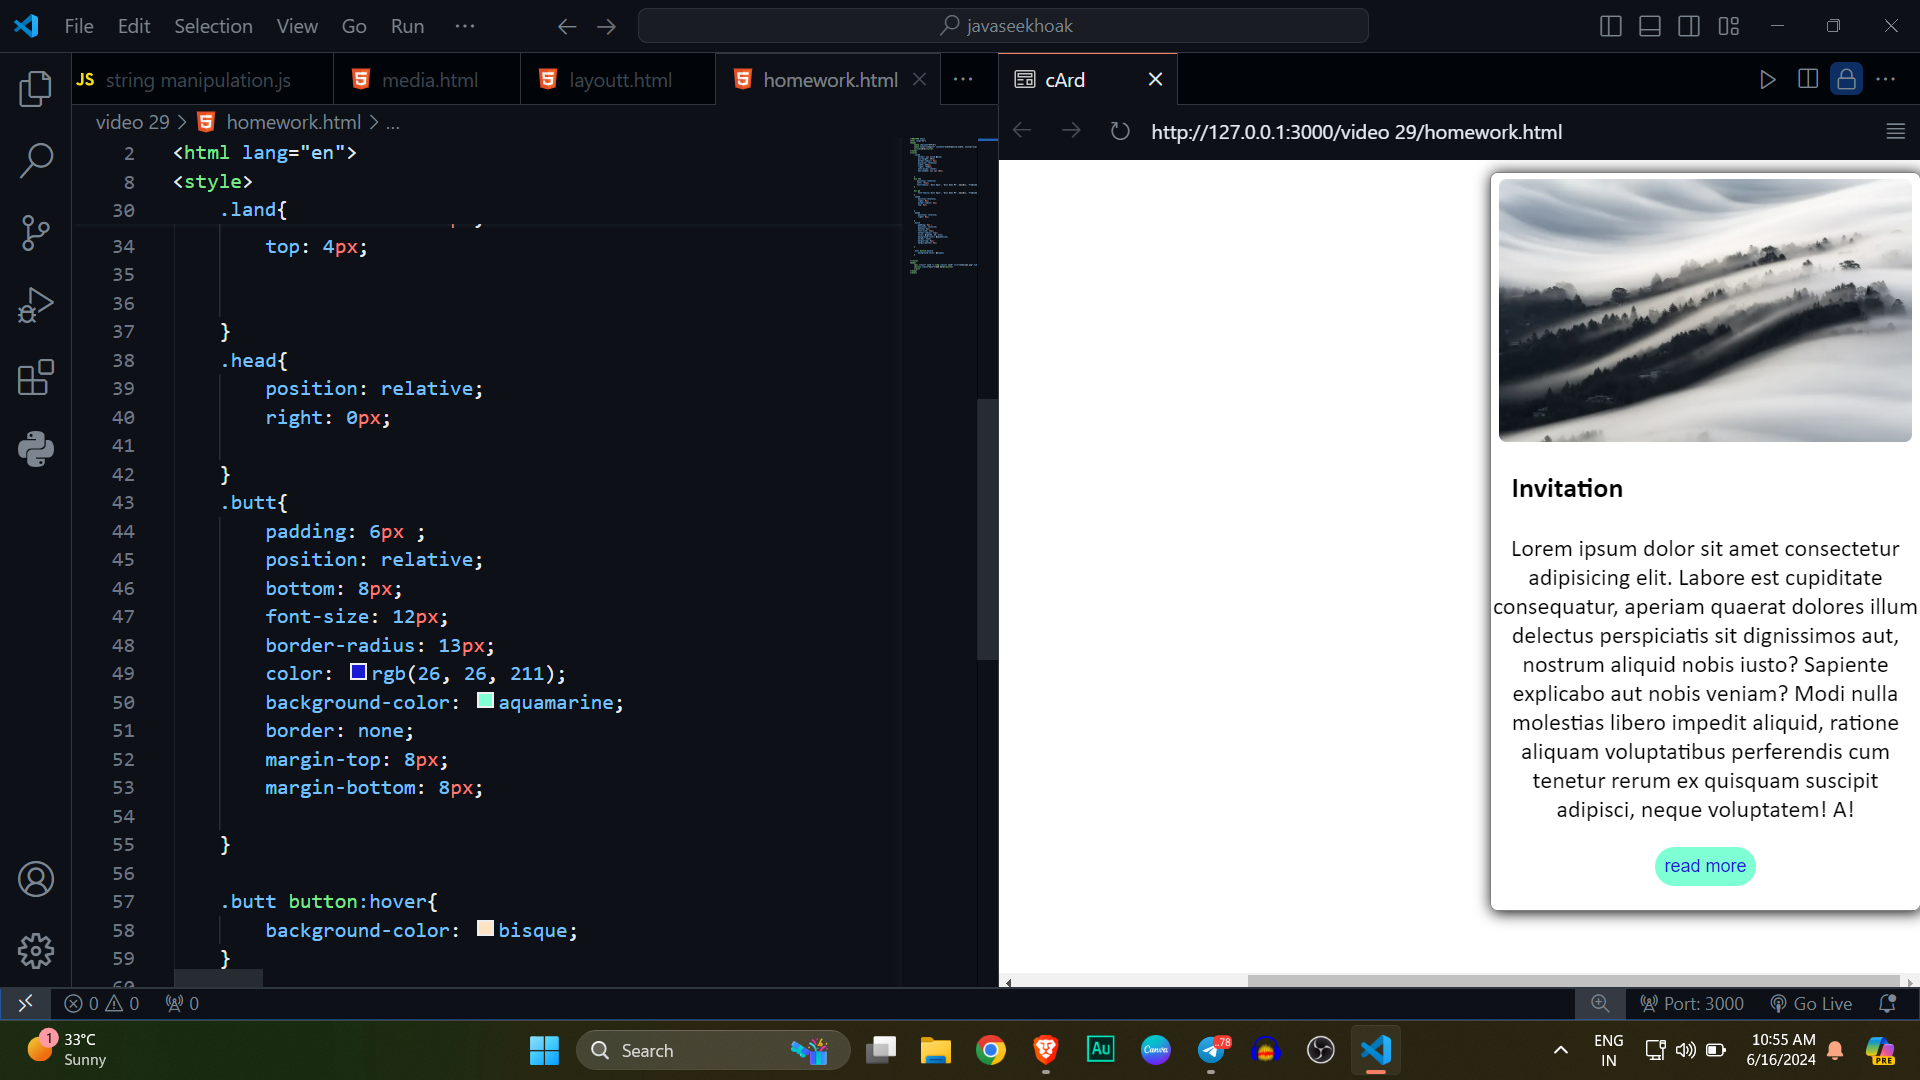 File Edit Selection View Go Run ···
javaseekhoak
JS string manipulation.js
media.html
layoutt.html
homework.html
cArd
video 29 > homework.html > ...
http://127.0.0.1:3000/video 29/homework.html
2 <html lang="en">
8 <style>
30 .land{
34 top: 4px;
35
36
37 }
38 .head{
39 position: relative;
40 right: 0px;
41
42 }
43 .butt{
44 padding: 6px ;
45 position: relative;
46 bottom: 8px;
47 font-size: 12px;
48 border-radius: 13px;
49 color: rgb(26, 26, 211);
50 background-color: aquamarine;
51 border: none;
52 margin-top: 8px;
53 margin-bottom: 8px;
54
55 }
56
57 .butt button:hover{
58 background-color: bisque;
59 }
Invitation
Lorem ipsum dolor sit amet consectetur
adipisicing elit. Labore est cupiditate
consequatur, aperiam quaerat dolores illum
delectus perspiciatis sit dignissimos aut,
nostrum aliquid nobis iusto? Sapiente
explicabo aut nobis veniam? Modi nulla
molestias libero impedit aliquid, ratione
aliquam voluptatibus perferendis cum
tenetur rerum ex quisquam suscipit
adipisci, neque voluptatem! A!
read more
0 0 0
Port: 3000
Go Live
1
33°C
Sunny
Search
Au
Canva
78
PRE
ENG
IN
10:55 AM
6/16/2024